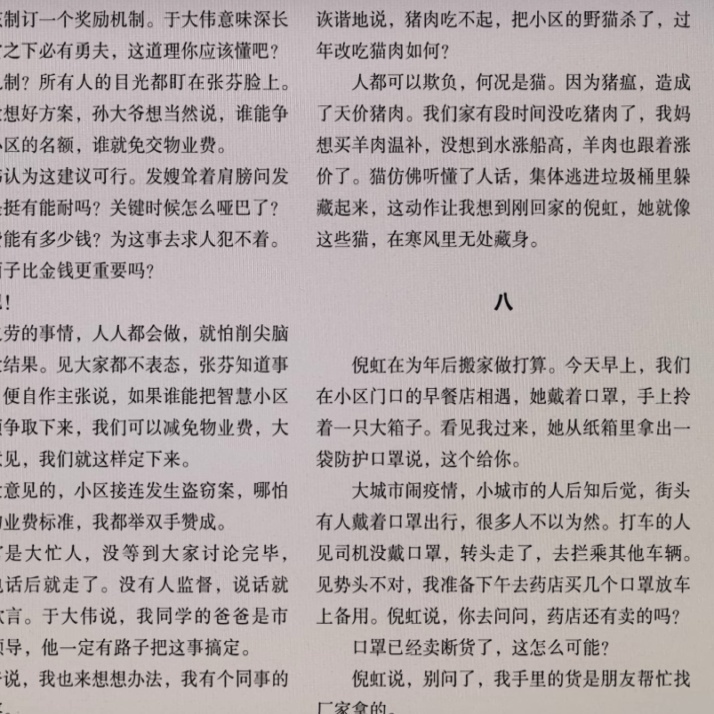 制订一个奖励机制。于大伟意味深长
之下必有勇夫，这道理你应该懂吧？
制？所有人的目光都盯在张芬脸上。
想好方案，孙大爷想当然说，谁能争
小区的名额，谁就免交物业费。
认为这建议可行。发嫂耸着肩膀问发
挺有能耐吗？关键时候怎么哑巴了？
能有多少钱？为这事去求人犯不着。
面子比金钱更重要吗？
！
劳的事情，人人都会做，就怕削尖脑
结果。见大家都不表态，张芬知道事
便自作主张说，如果谁能把智慧小区
争取下来，我们可以减免物业费，大
意见，我们就这样定下来。
意见的，小区接连发生盗窃案，哪怕
物业费标准，我都举双手赞成。
是大忙人，没等到大家讨论完毕，
电话后就走了。没有人监督，说话就
言。于大伟说，我同学的爸爸是市
领导，他一定有路子把这事搞定。
说，我也来想想办法，我有个同事的
诙谐地说，猪肉吃不起，把小区的野猫杀了，过
年改吃猫肉如何？
人都可以欺负，何况是猫。因为猪瘟，造成
了天价猪肉。我们家有段时间没吃猪肉了，我妈
想买羊肉温补，没想到水涨船高，羊肉也跟着涨
价了。猫仿佛听懂了人话，集体逃进垃圾桶里躲
藏起来，这动作让我想到刚回家的倪虹，她就像
这些猫，在寒风里无处藏身。
八
倪虹在为年后搬家做打算。今天早上，我们
在小区门口的早餐店相遇，她戴着口罩，手上拎
着一只大箱子。看见我过来，她从纸箱里拿出一
袋防护口罩说，这个给你。
大城市闹疫情，小城市的人后知后觉，街头
有人戴着口罩出行，很多人不以为然。打车的人
见司机没戴口罩，转头走了，去拦乘其他车辆。
见势头不对，我准备下午去药店买几个口罩放车
上备用。倪虹说，你去问问，药店还有卖的吗？
口罩已经卖断货了，这怎么可能？
倪虹说，别问了，我手里的货是朋友帮忙找
厂家拿的。